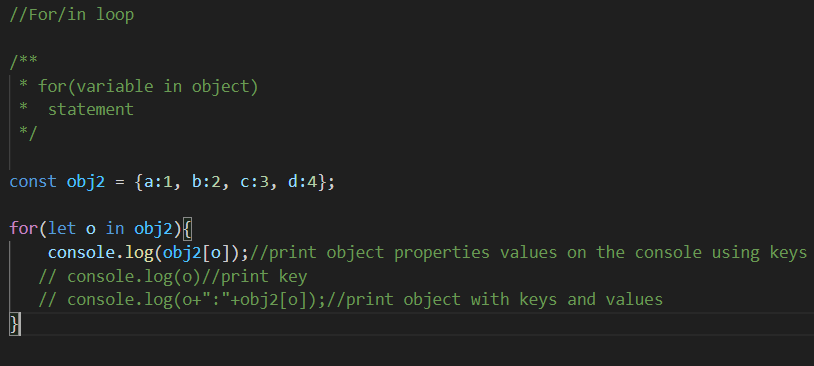 //For/in loop
/**
 * for(variable in object)
 *  statement
 */
const obj2 = {a:1, b:2, c:3, d:4};
for(let o in obj2){
    console.log(obj2[o]);//print object properties values on the console using keys
   // console.log(o)//print key
   // console.log(o+":"+obj2[o]);//print object with keys and values
}